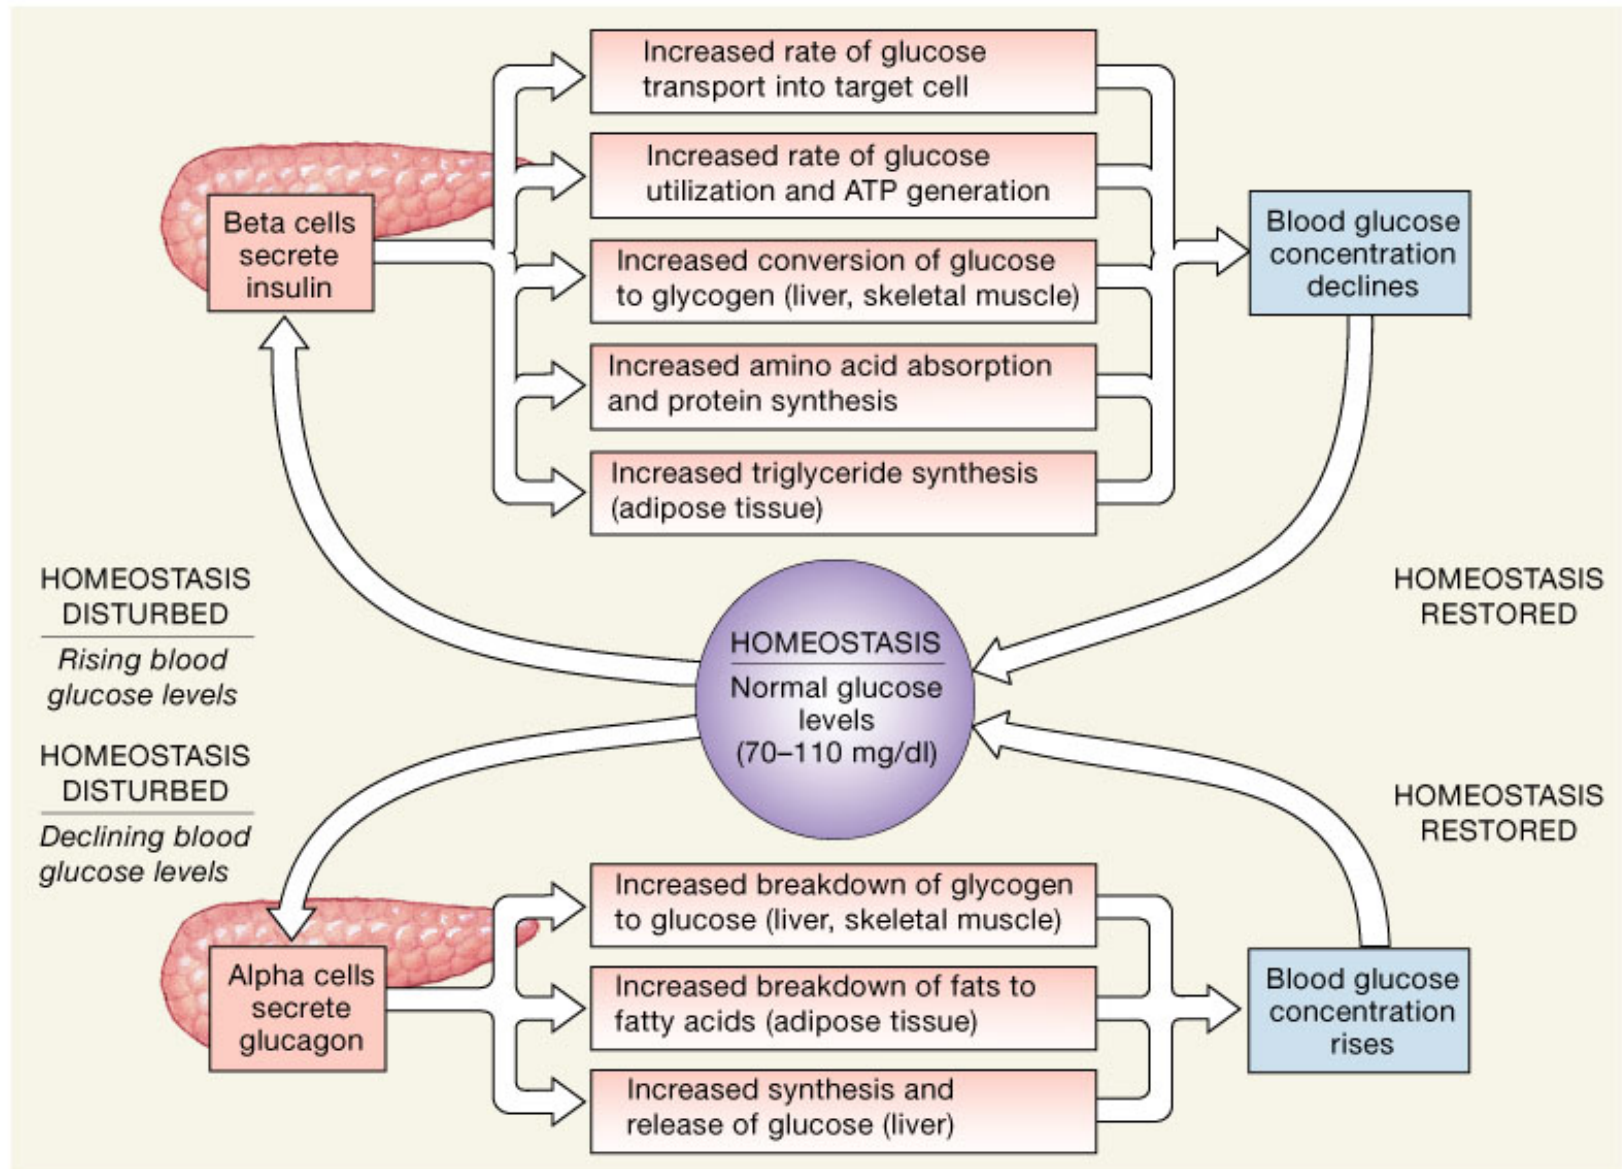 Increased rate of glucose
transport into target cell
Increased rate of glucose
utilization and ATP generation
Beta cells
secrete
insulin
Increased conversion of glucose
to glycogen (liver, skeletal muscle)
Increased amino acid absorption
and protein synthesis
Increased triglyceride synthesis
(adipose tissue)
Blood glucose
concentration
declines
HOMEOSTASIS
DISTURBED
Rising blood
glucose levels
HOMEOSTASIS
RESTORED
HOMEOSTASIS
Normal glucose
levels
(70–110 mg/dl)
HOMEOSTASIS
DISTURBED
Declining blood
glucose levels
HOMEOSTASIS
RESTORED
Alpha cells
secrete
glucagon
Increased breakdown of glycogen
to glucose (liver, skeletal muscle)
Increased breakdown of fats to
fatty acids (adipose tissue)
Increased synthesis and
release of glucose (liver)
Blood glucose
concentration
rises